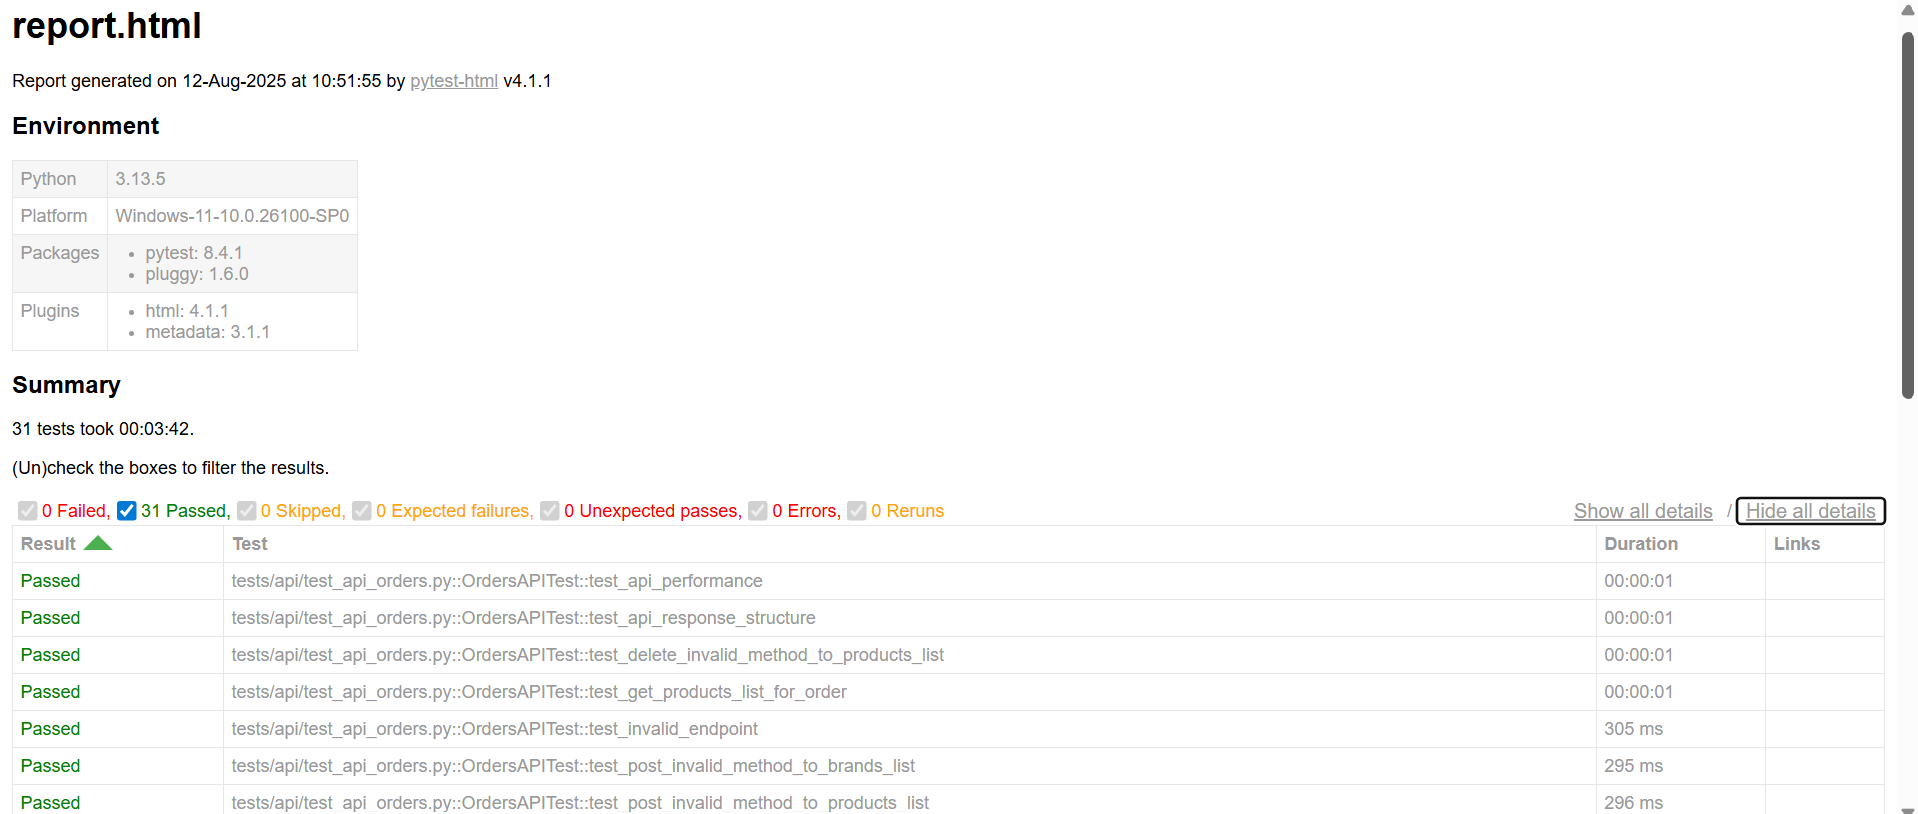 report.html
Report generated on 12-Aug-2025 at 10:51:55 by pytest-html v4.1.1
Environment
Python 3.13.5
Platform Windows-11-10.0.26100-SP0
Packages
• pytest: 8.4.1
• pluggy: 1.6.0
Plugins
• html: 4.1.1
• metadata: 3.1.1
Summary
31 tests took 00:03:42.
(Un)check the boxes to filter the results.
0 Failed, 31 Passed, 0 Skipped, 0 Expected failures, 0 Unexpected passes, 0 Errors, 0 Reruns Show all details / Hide all details
Result Test Duration Links
Passed tests/api/test_api_orders.py::OrdersAPITest::test_api_performance 00:00:01
Passed tests/api/test_api_orders.py::OrdersAPITest::test_api_response_structure 00:00:01
Passed tests/api/test_api_orders.py::OrdersAPITest::test_delete_invalid_method_to_products_list 00:00:01
Passed tests/api/test_api_orders.py::OrdersAPITest::test_get_products_list_for_order 00:00:01
Passed tests/api/test_api_orders.py::OrdersAPITest::test_invalid_endpoint 305 ms
Passed tests/api/test_api_orders.py::OrdersAPITest::test_post_invalid_method_to_brands_list 295 ms
Passed tests/api/test_api_orders.py::OrdersAPITest::test_post_invalid_method_to_products_list 296 ms